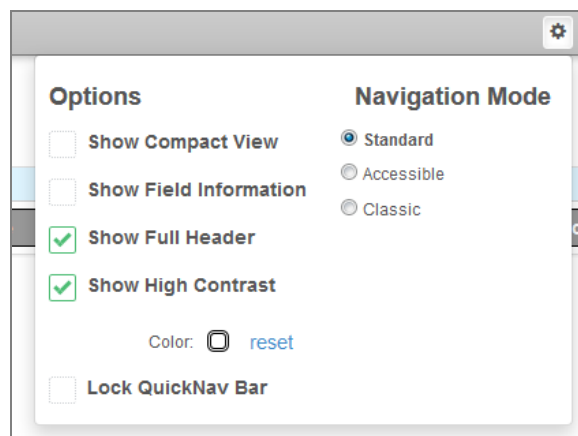 Options
Show Compact View
Show Field Information
Show Full Header
Show High Contrast
Color: reset
Lock QuickNav Bar
Navigation Mode
Standard
Accessible
Classic